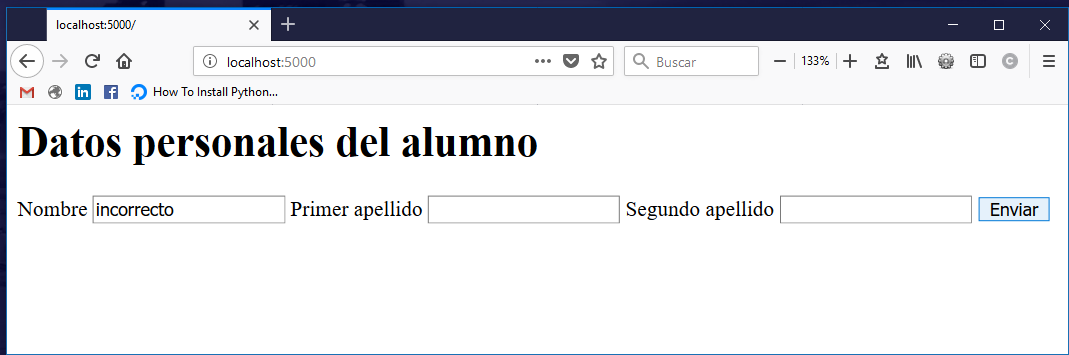 localhost:5000/
localhost:5000 Buscar 133%
How To Install Python...
Datos personales del alumno
Nombre incorrecto Primer apellido Segundo apellido Enviar